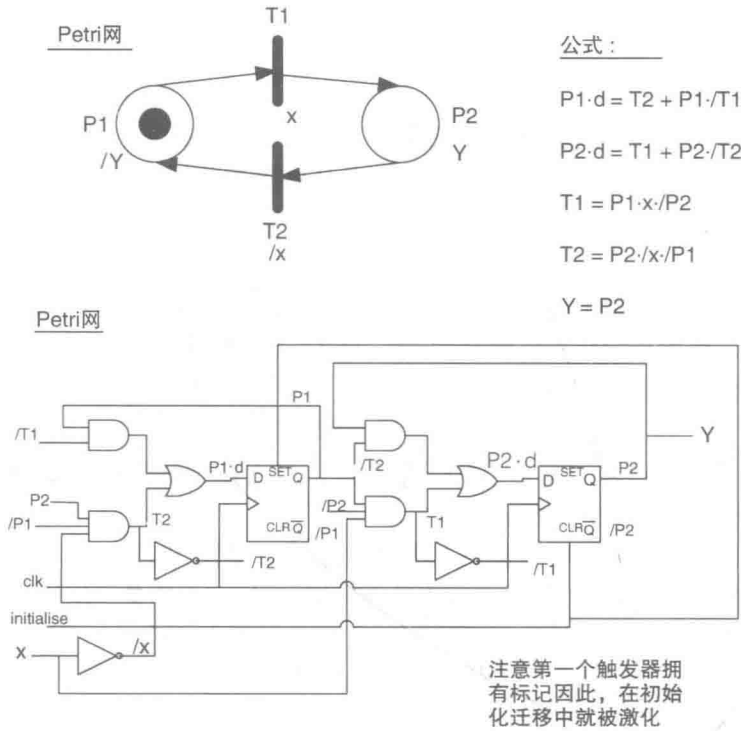 Petri网
T1
x
P1
/Y
P2
Y
T2
/x
公式：
P1·d = T2 + P1·/T1
P2·d = T1 + P2·/T2
T1 = P1·x·/P2
T2 = P2·/x·/P1
Y = P2
Petri网
P1
/T1
P1·d
D
SET
Q
CLR
Q
P2
/P1
T2
/T2
/P1
/T2
P2·d
D
SET
Q
CLR
Q
P2
Y
/P2
/P2
T1
/T1
clk
initialise
x
/x
注意第一个触发器拥
有标记因此，在初始
化迁移中就被激化